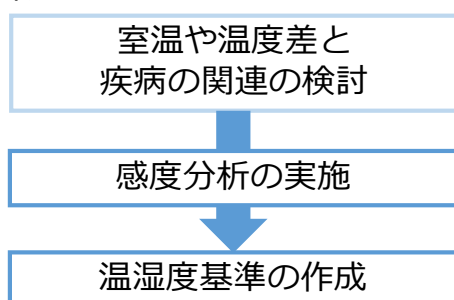 室温や温度差と
疾病の関連の検討
感度分析の実施
温湿度基準の作成